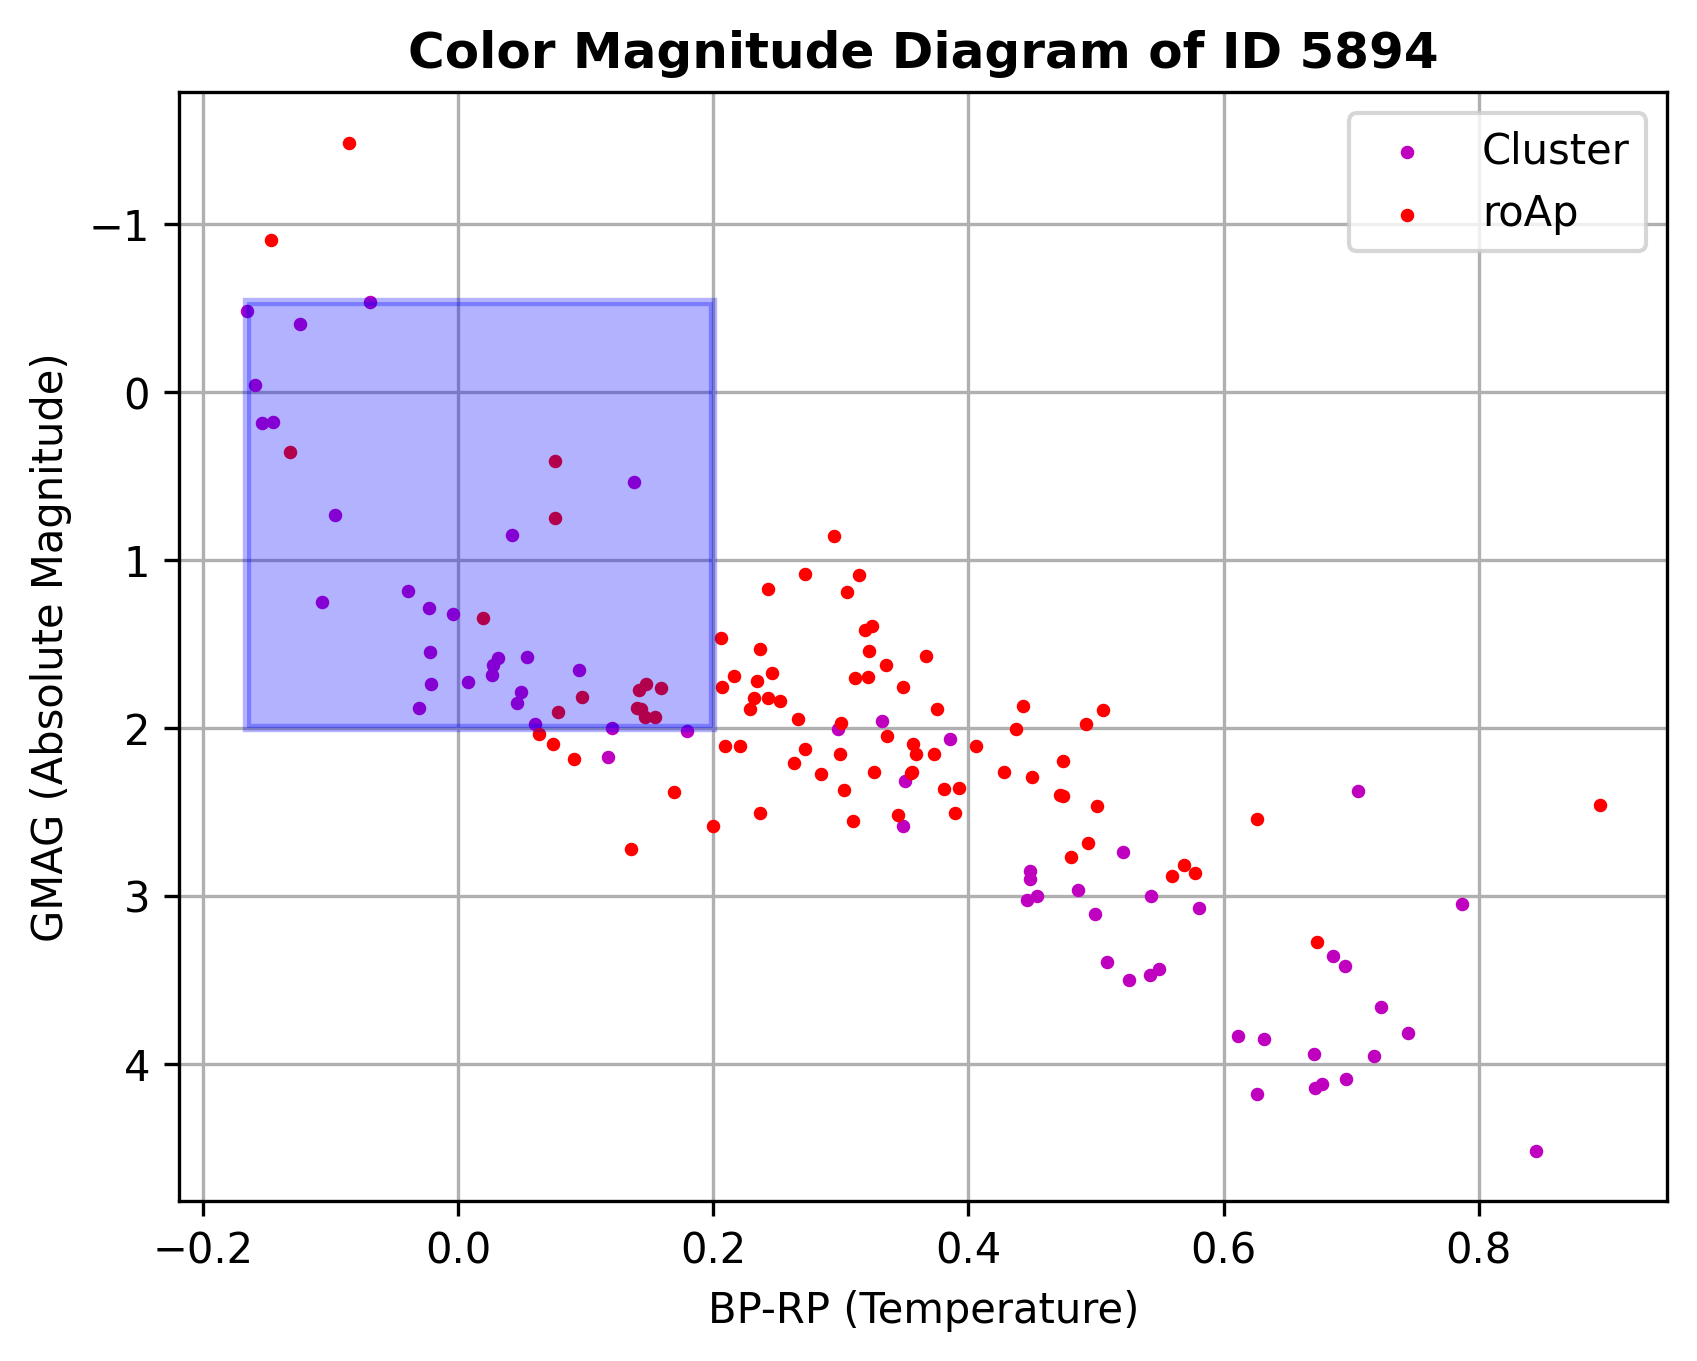 Color Magnitude Diagram of ID 5894
Cluster
roAp
GMAG (Absolute Magnitude)
−1
0
1
2
3
4
−0.2
0.0
0.2
0.4
0.6
0.8
BP-RP (Temperature)